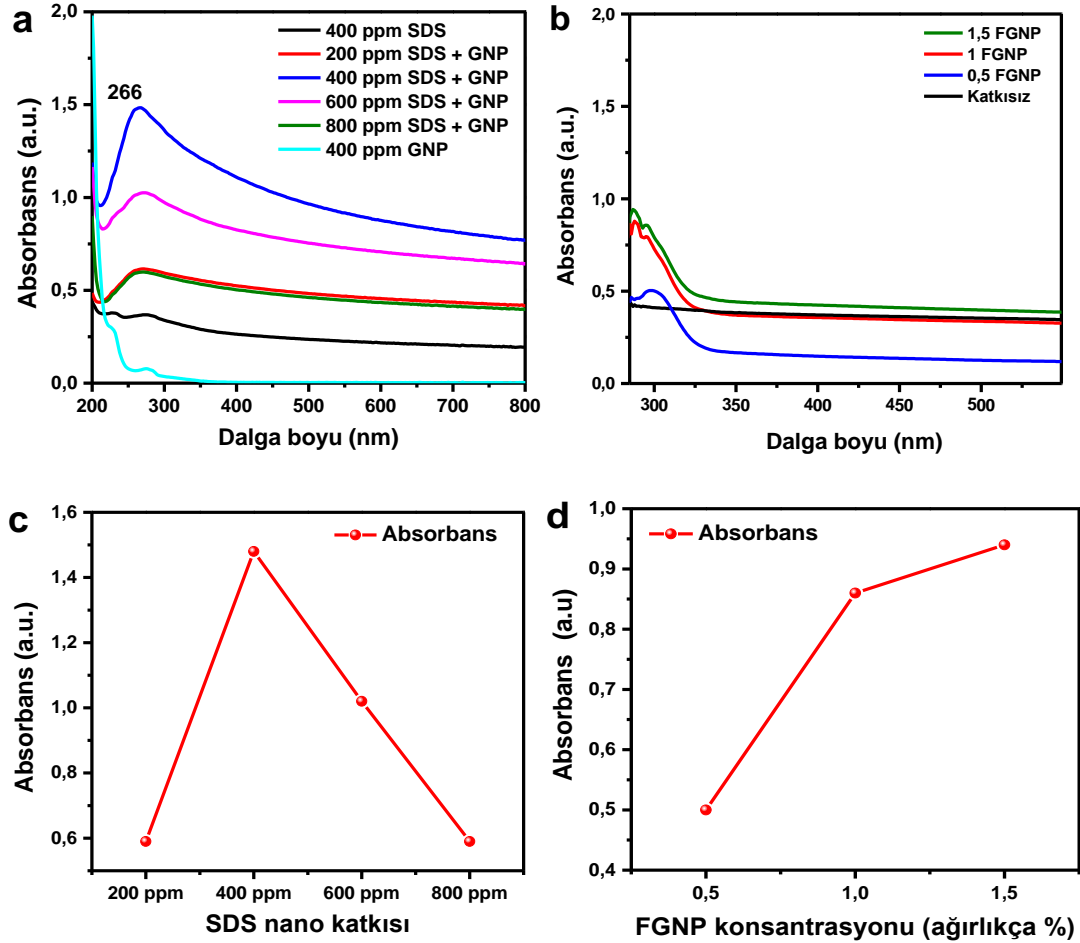 a
2,0
1,5
1,0
0,5
0,0
Absorbasns (a.u.)
266
400 ppm SDS
200 ppm SDS + GNP
400 ppm SDS + GNP
600 ppm SDS + GNP
800 ppm SDS + GNP
400 ppm GNP
200 300 400 500 600 700 800
Dalga boyu (nm)
b
2,0
1,5
1,0
0,5
0,0
Absorbans (a.u.)
1,5 FGNP
1 FGNP
0,5 FGNP
Katkısız
300 350 400 450 500
Dalga boyu (nm)
c
1,6
1,4
1,2
1,0
0,8
0,6
Absorbans (a.u.)
Absorbans
200 ppm 400 ppm 600 ppm 800 ppm
SDS nano katkısı
d
1,0
0,9
0,8
0,7
0,6
0,5
0,4
Absorbans (a.u)
Absorbans
0,5 1,0 1,5
FGNP konsantrasyonu (ağırlıkça %)